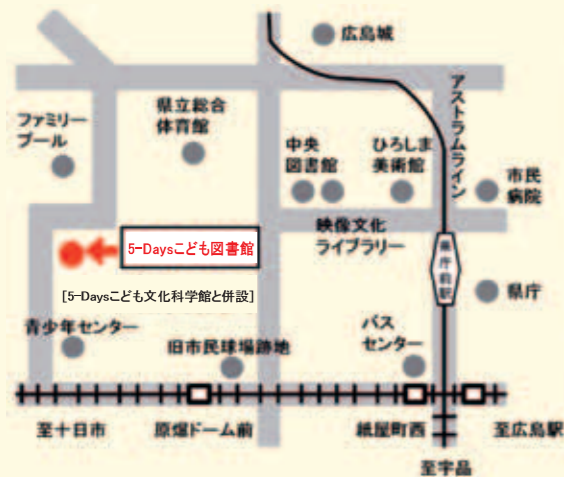 広島城
アストラムライン
ファミリー
プール
県立総合
体育館
中央
図書館
ひろしま
美術館
市民
病院
映像文化
ライブラリー
5-Daysこども図書館
県庁前駅
[5-Daysこども文化科学館と併設]
県庁
青少年センター
旧市民球場跡地
バス
センター
至十日市
原爆ドーム前
紙屋町西
至広島駅
至宇品